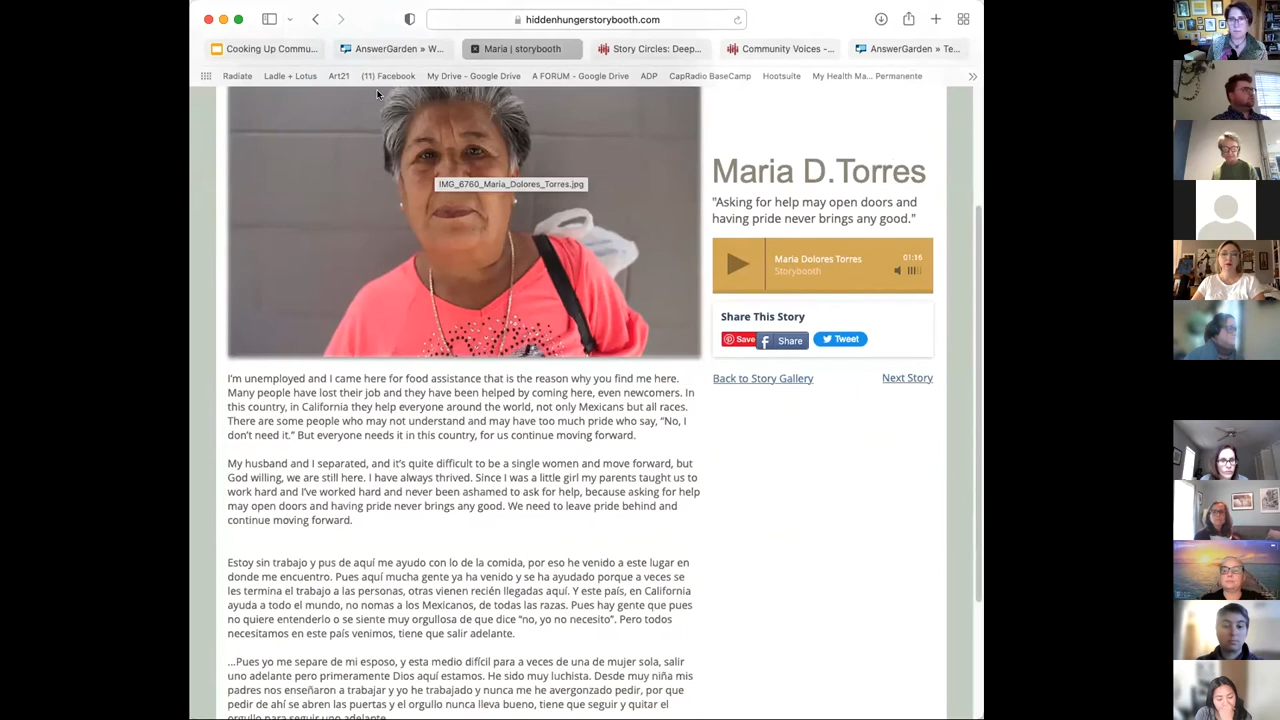 hiddenhungerstorybooth.com
Cooking Up Commu...
AnswerGarden » W...
Maria | storybooth
Story Cities: Deep...
Community Voices -...
AnswerGarden » Te...
Radiate
Ladle + Lotus
Art21
(11) Facebook
My Drive - Google Drive
A FORUM - Google Drive
ADP
CapRadio BaseCamp
Hootsuite
My Health Ma... Permanente
IMG_6760_Maria_Dolores_Torres.jpg
Maria D.Torres
"Asking for help may open doors and
having pride never brings any good."
Maria Dolores Torres
01:16
Storybooth
Share This Story
Save
Share
Tweet
Back to Story Gallery
Next Story
I'm unemployed and I came here for food assistance that is the reason why you find me here.
Many people have lost their job and they have been helped by coming here, even newcomers. In
this country, in California they help everyone around the world, not only Mexicans but all races.
There are some people who may not understand and may have too much pride who say, "No, I
don't need it." But everyone needs it in this country, for us continue moving forward.
My husband and I separated, and it's quite difficult to be a single women and move forward, but
God willing, we are still here. I have always thrived. Since I was a little girl my parents taught us to
work hard and I've worked hard and never been ashamed to ask for help, because asking for help
may open doors and having pride never brings any good. We need to leave pride behind and
continue moving forward.
Estoy sin trabajo y pus de aquí me ayudo con lo de la comida, por eso he venido a este lugar en
donde me encuentro. Pues aquí mucha gente ya ha venido y se ha ayudado porque a veces se
les termina el trabajo a las personas, otras vienen recién llegadas aquí. Y este país, en California
ayuda a todo el mundo, no nomas a los Mexicanos, de todas las razas. Pues hay gente que pues
no quiere entenderlo o se siente muy orgullosa de que dice "no, yo no necesito". Pero todos
necesitamos en este país venimos, tiene que salir adelante.
...Pues yo me separe de mi esposo, y esta medio difícil para a veces de una de mujer sola, salir
uno adelante pero primeramente Dios aquí estamos. He sido muy luchista. Desde muy niña mis
padres nos enseñaron a trabajar y yo he trabajado y nunca me he avergonzado pedir, por que
pedir de ahí se abren las puertas y el orgullo nunca lleva bueno, tiene que seguir y quitar el
orgullo para seguir uno adelante.